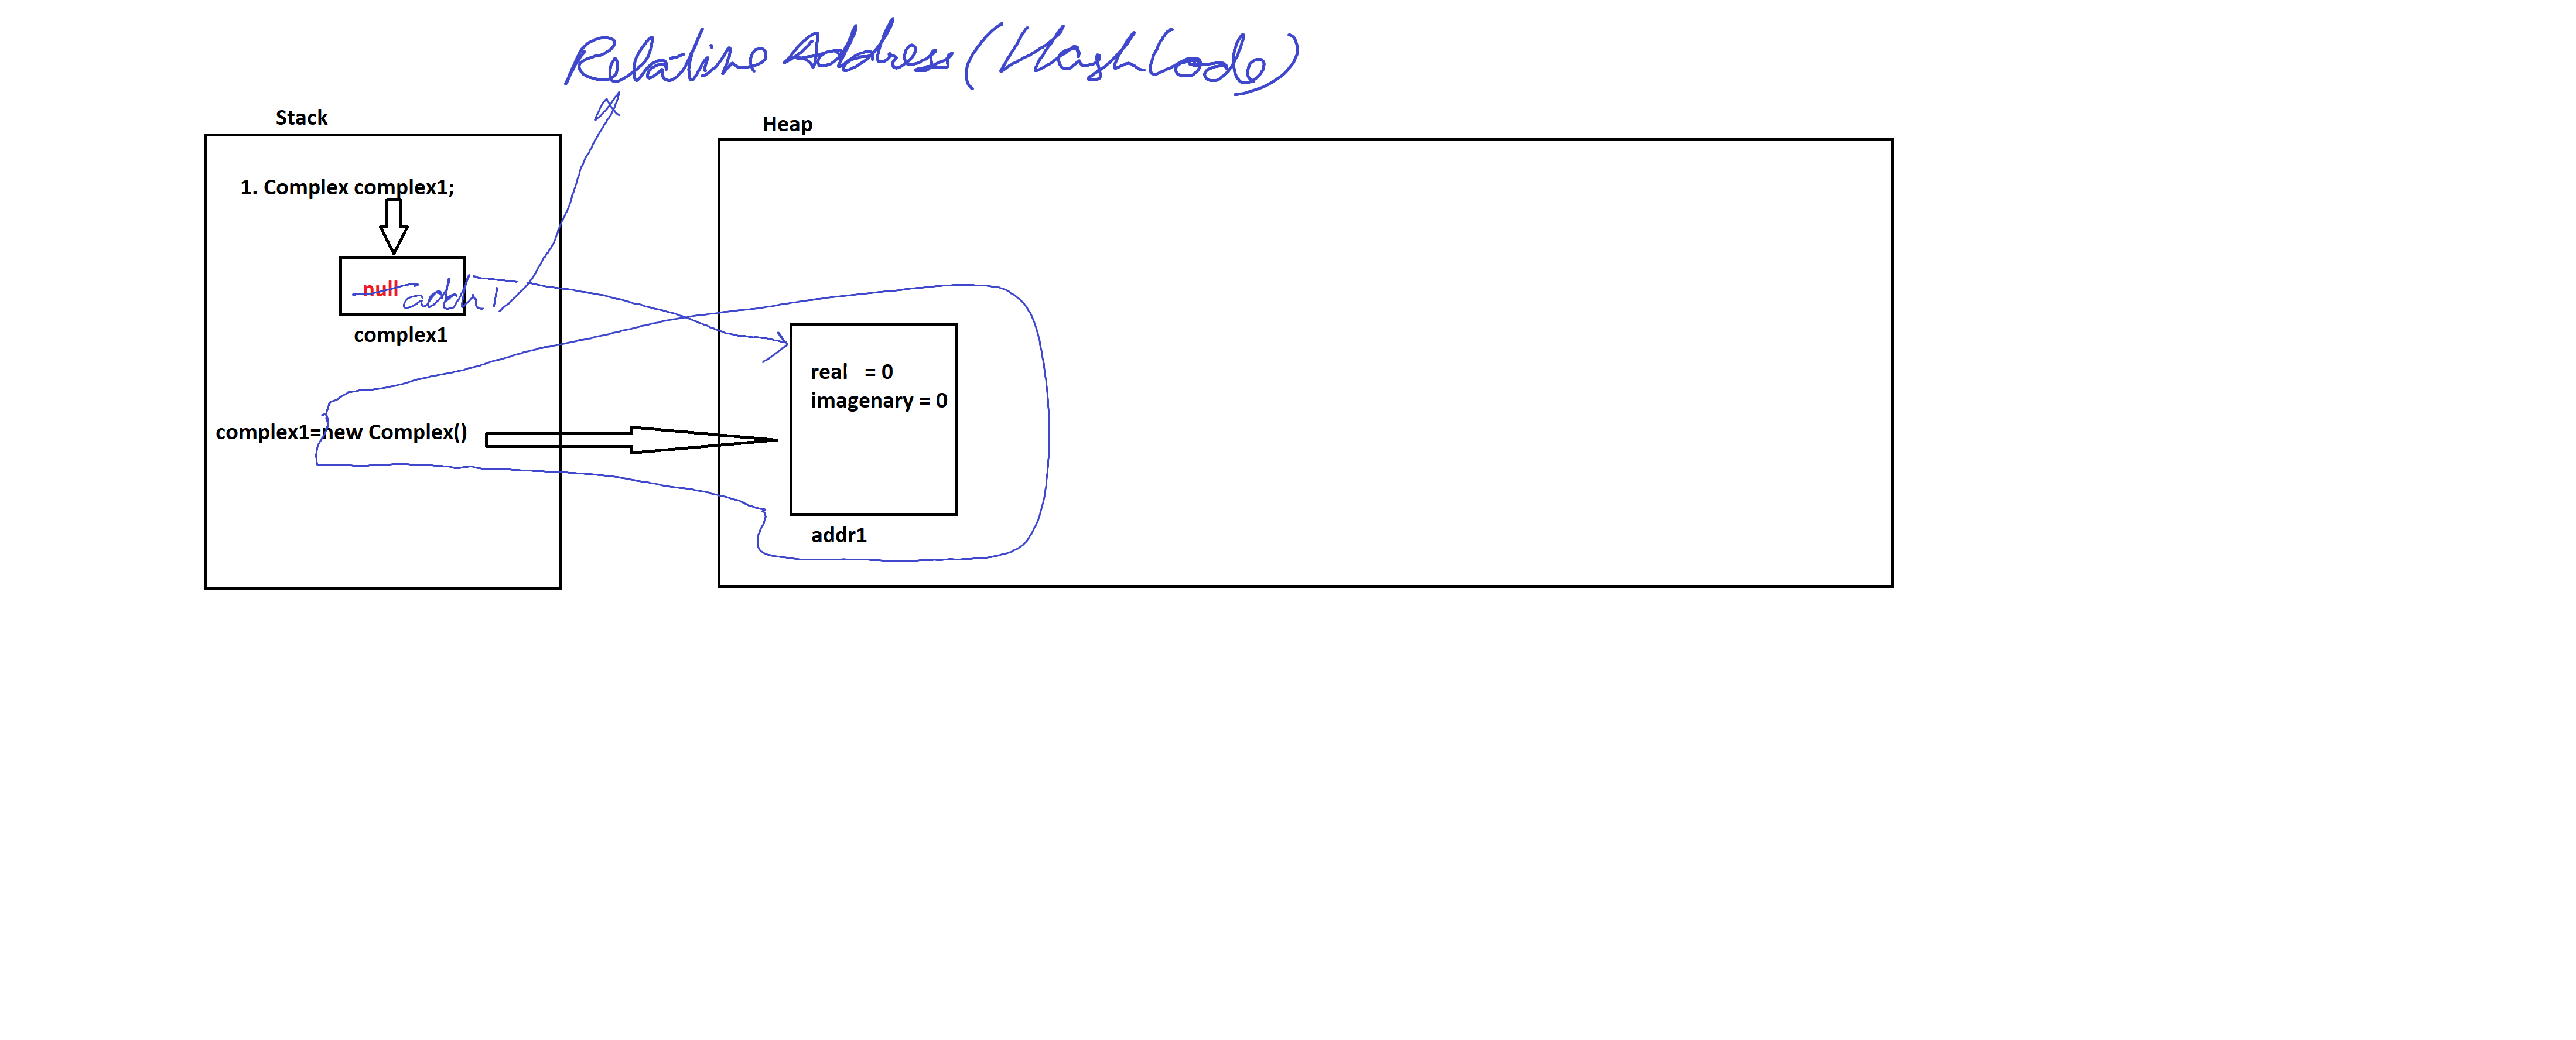 Relative Address (HashCode)
Stack
Heap
1. Complex complex1;
null addr1
complex1
real = 0
imagenary = 0
complex1=new Complex()
addr1